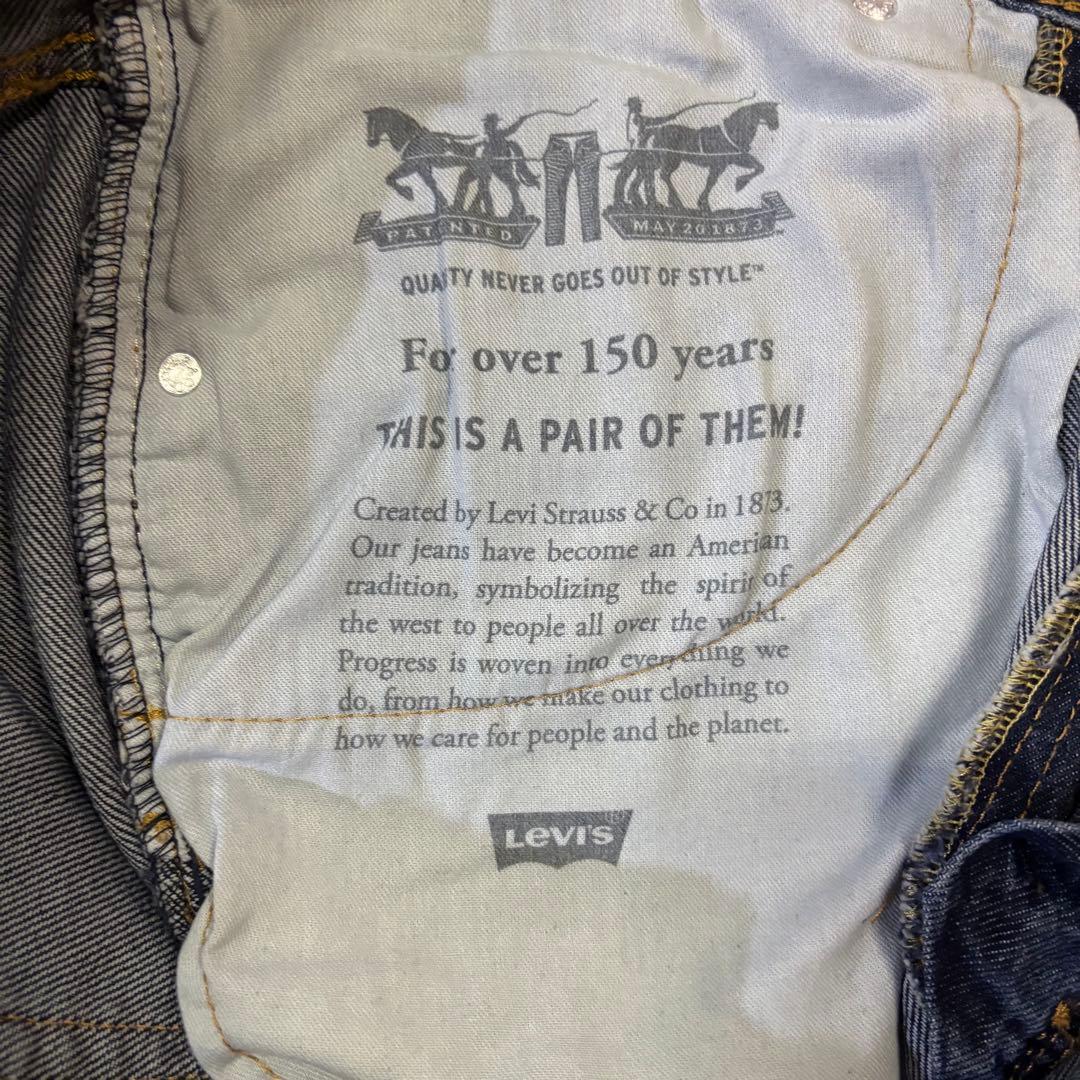 PATENTED MAY 20 1873
QUALITY NEVER GOES OUT OF STYLE™
For over 150 years
THIS IS A PAIR OF THEM!
Created by Levi Strauss & Co in 1873.
Our jeans have become an American
tradition, symbolizing the spirit of
the west to people all over the world.
Progress is woven into everything we
do, from how we make our clothing to
how we care for people and the planet.
LEVI'S